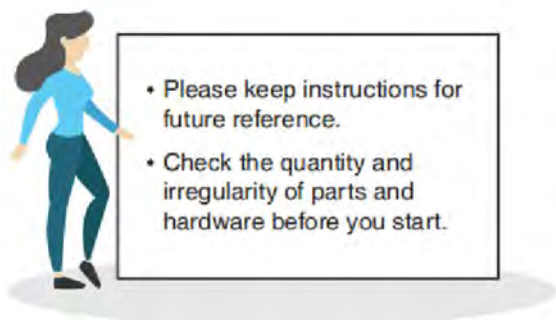 • Please keep instructions for
future reference.
• Check the quantity and
irregularity of parts and
hardware before you start.